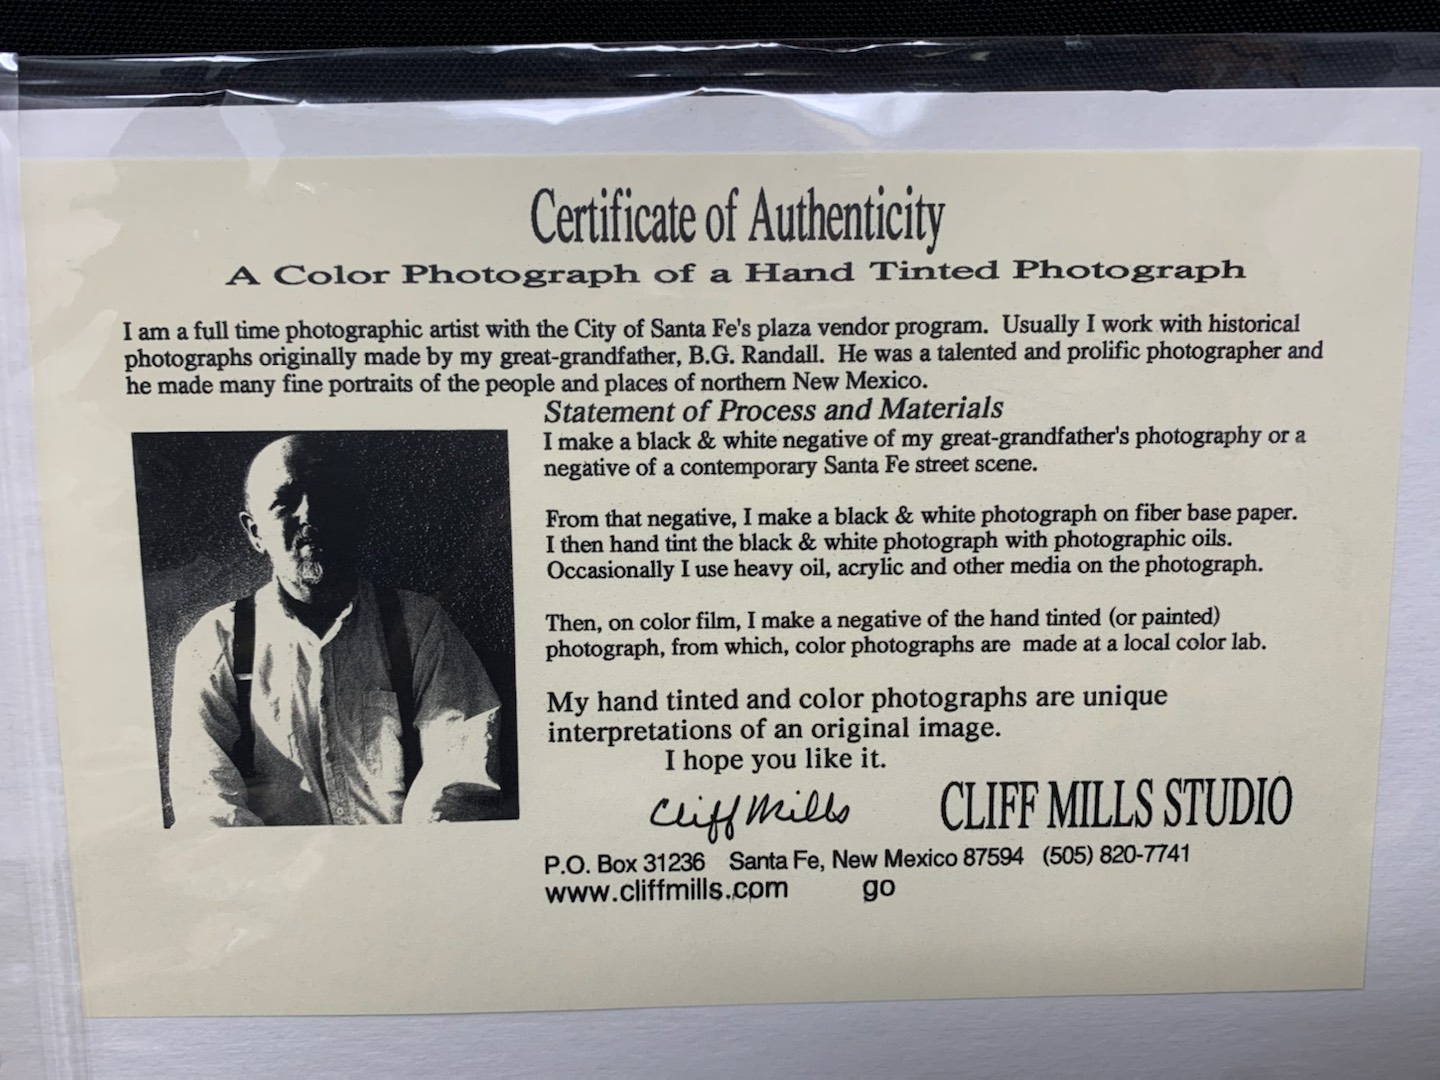 Certificate of Authenticity
A Color Photograph of a Hand Tinted Photograph
I am a full time photographic artist with the City of Santa Fe's plaza vendor program. Usually I work with historical
photographs originally made by my great-grandfather, B.G. Randall. He was a talented and prolific photographer and
he made many fine portraits of the people and places of northern New Mexico.
Statement of Process and Materials
I make a black & white negative of my great-grandfather's photography or a
negative of a contemporary Santa Fe street scene.
From that negative, I make a black & white photograph on fiber base paper.
I then hand tint the black & white photograph with photographic oils.
Occasionally I use heavy oil, acrylic and other media on the photograph.
Then, on color film, I make a negative of the hand tinted (or painted)
photograph, from which, color photographs are made at a local color lab.
My hand tinted and color photographs are unique
interpretations of an original image.
I hope you like it.
Cliff Mills CLIFF MILLS STUDIO
P.O. Box 31236 Santa Fe, New Mexico 87594 (505) 820-7741
www.cliffmills.com go